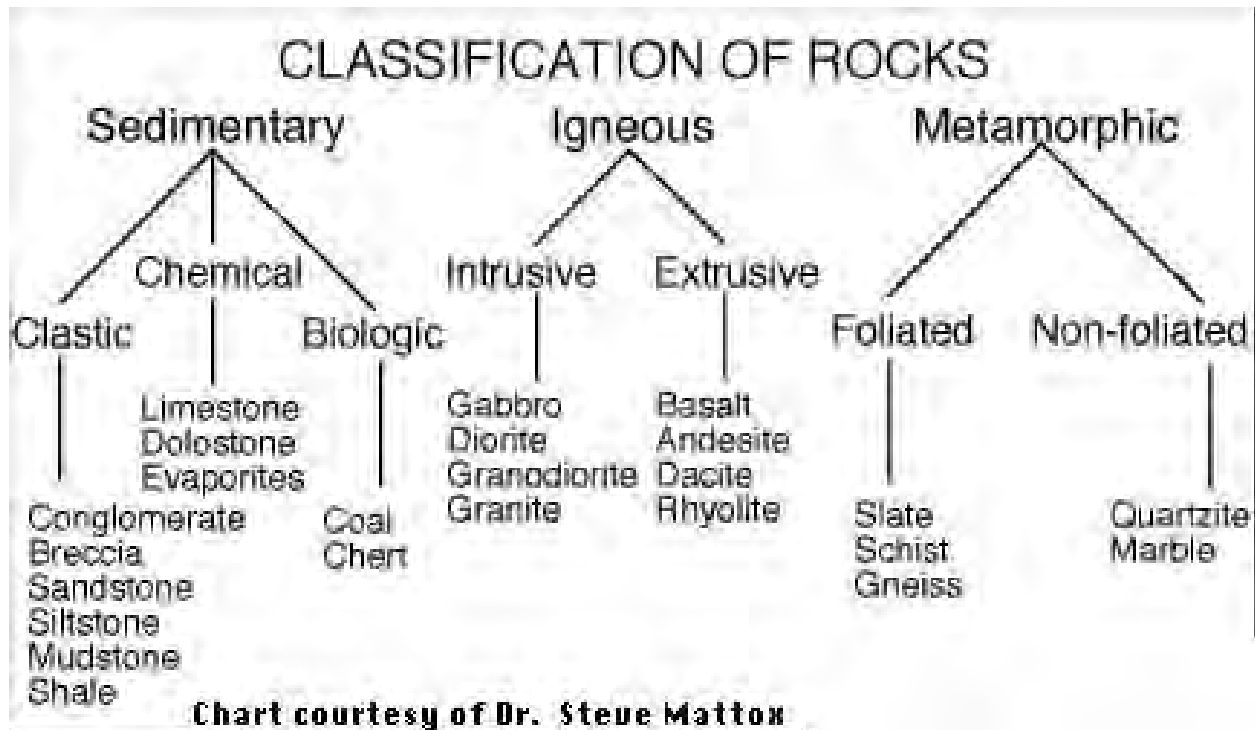 CLASSIFICATION OF ROCKS
Sedimentary
Igneous
Metamorphic
Clastic
Chemical
Biologic
Intrusive
Extrusive
Foliated
Non-foliated
Conglomerate
Breccia
Sandstone
Siltstone
Mudstone
Shale
Limestone
Dolostone
Evaporites
Coal
Chert
Gabbro
Diorite
Granodiorite
Granite
Basalt
Andesite
Dacite
Rhyolite
Slate
Schist
Gneiss
Quartzite
Marble
Chart courtesy of Dr. Steve Mattox